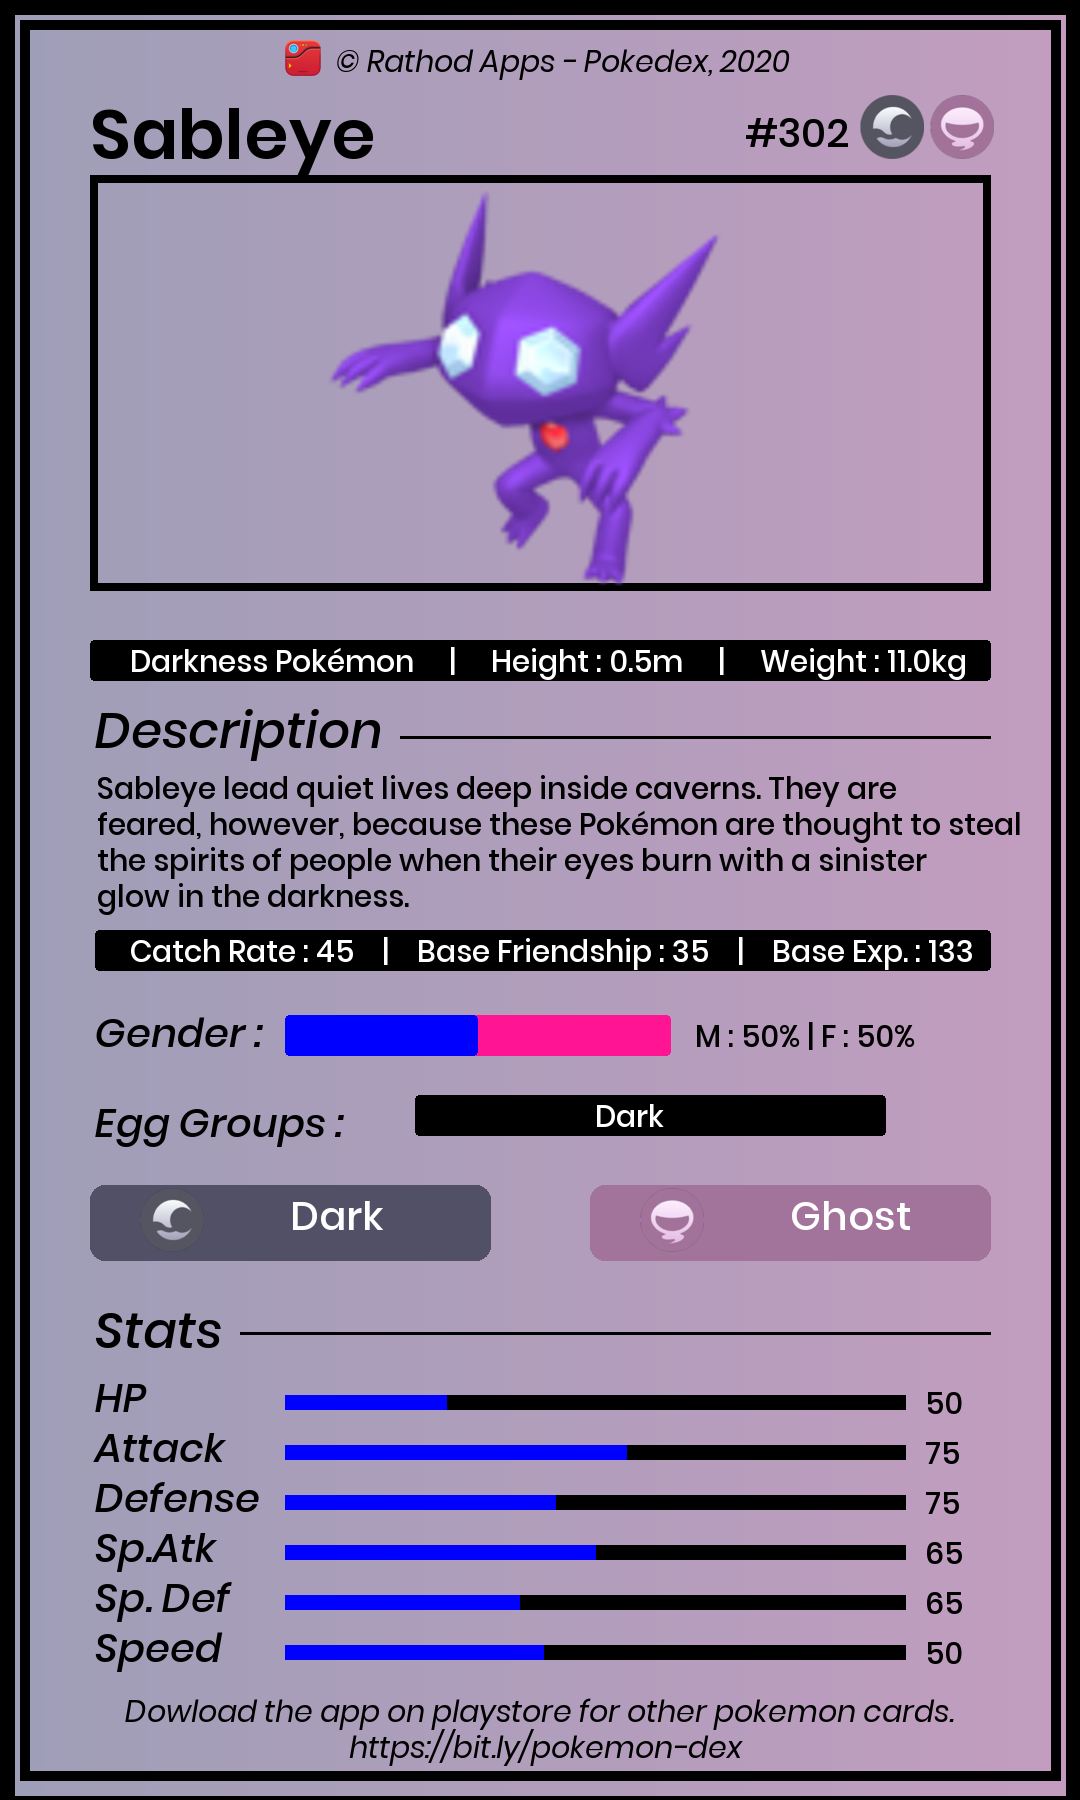 © Rathod Apps - Pokedex, 2020
Sableye
#302
Darkness Pokémon | Height : 0.5m | Weight : 11.0kg
Description
Sableye lead quiet lives deep inside caverns. They are
feared, however, because these Pokémon are thought to steal
the spirits of people when their eyes burn with a sinister
glow in the darkness.
Catch Rate : 45 | Base Friendship : 35 | Base Exp. : 133
Gender : M : 50% | F : 50%
Egg Groups : Dark
Dark Ghost
Stats
HP 50
Attack 75
Defense 75
Sp.Atk 65
Sp. Def 65
Speed 50
Dowload the app on playstore for other pokemon cards.
https://bit.ly/pokemon-dex